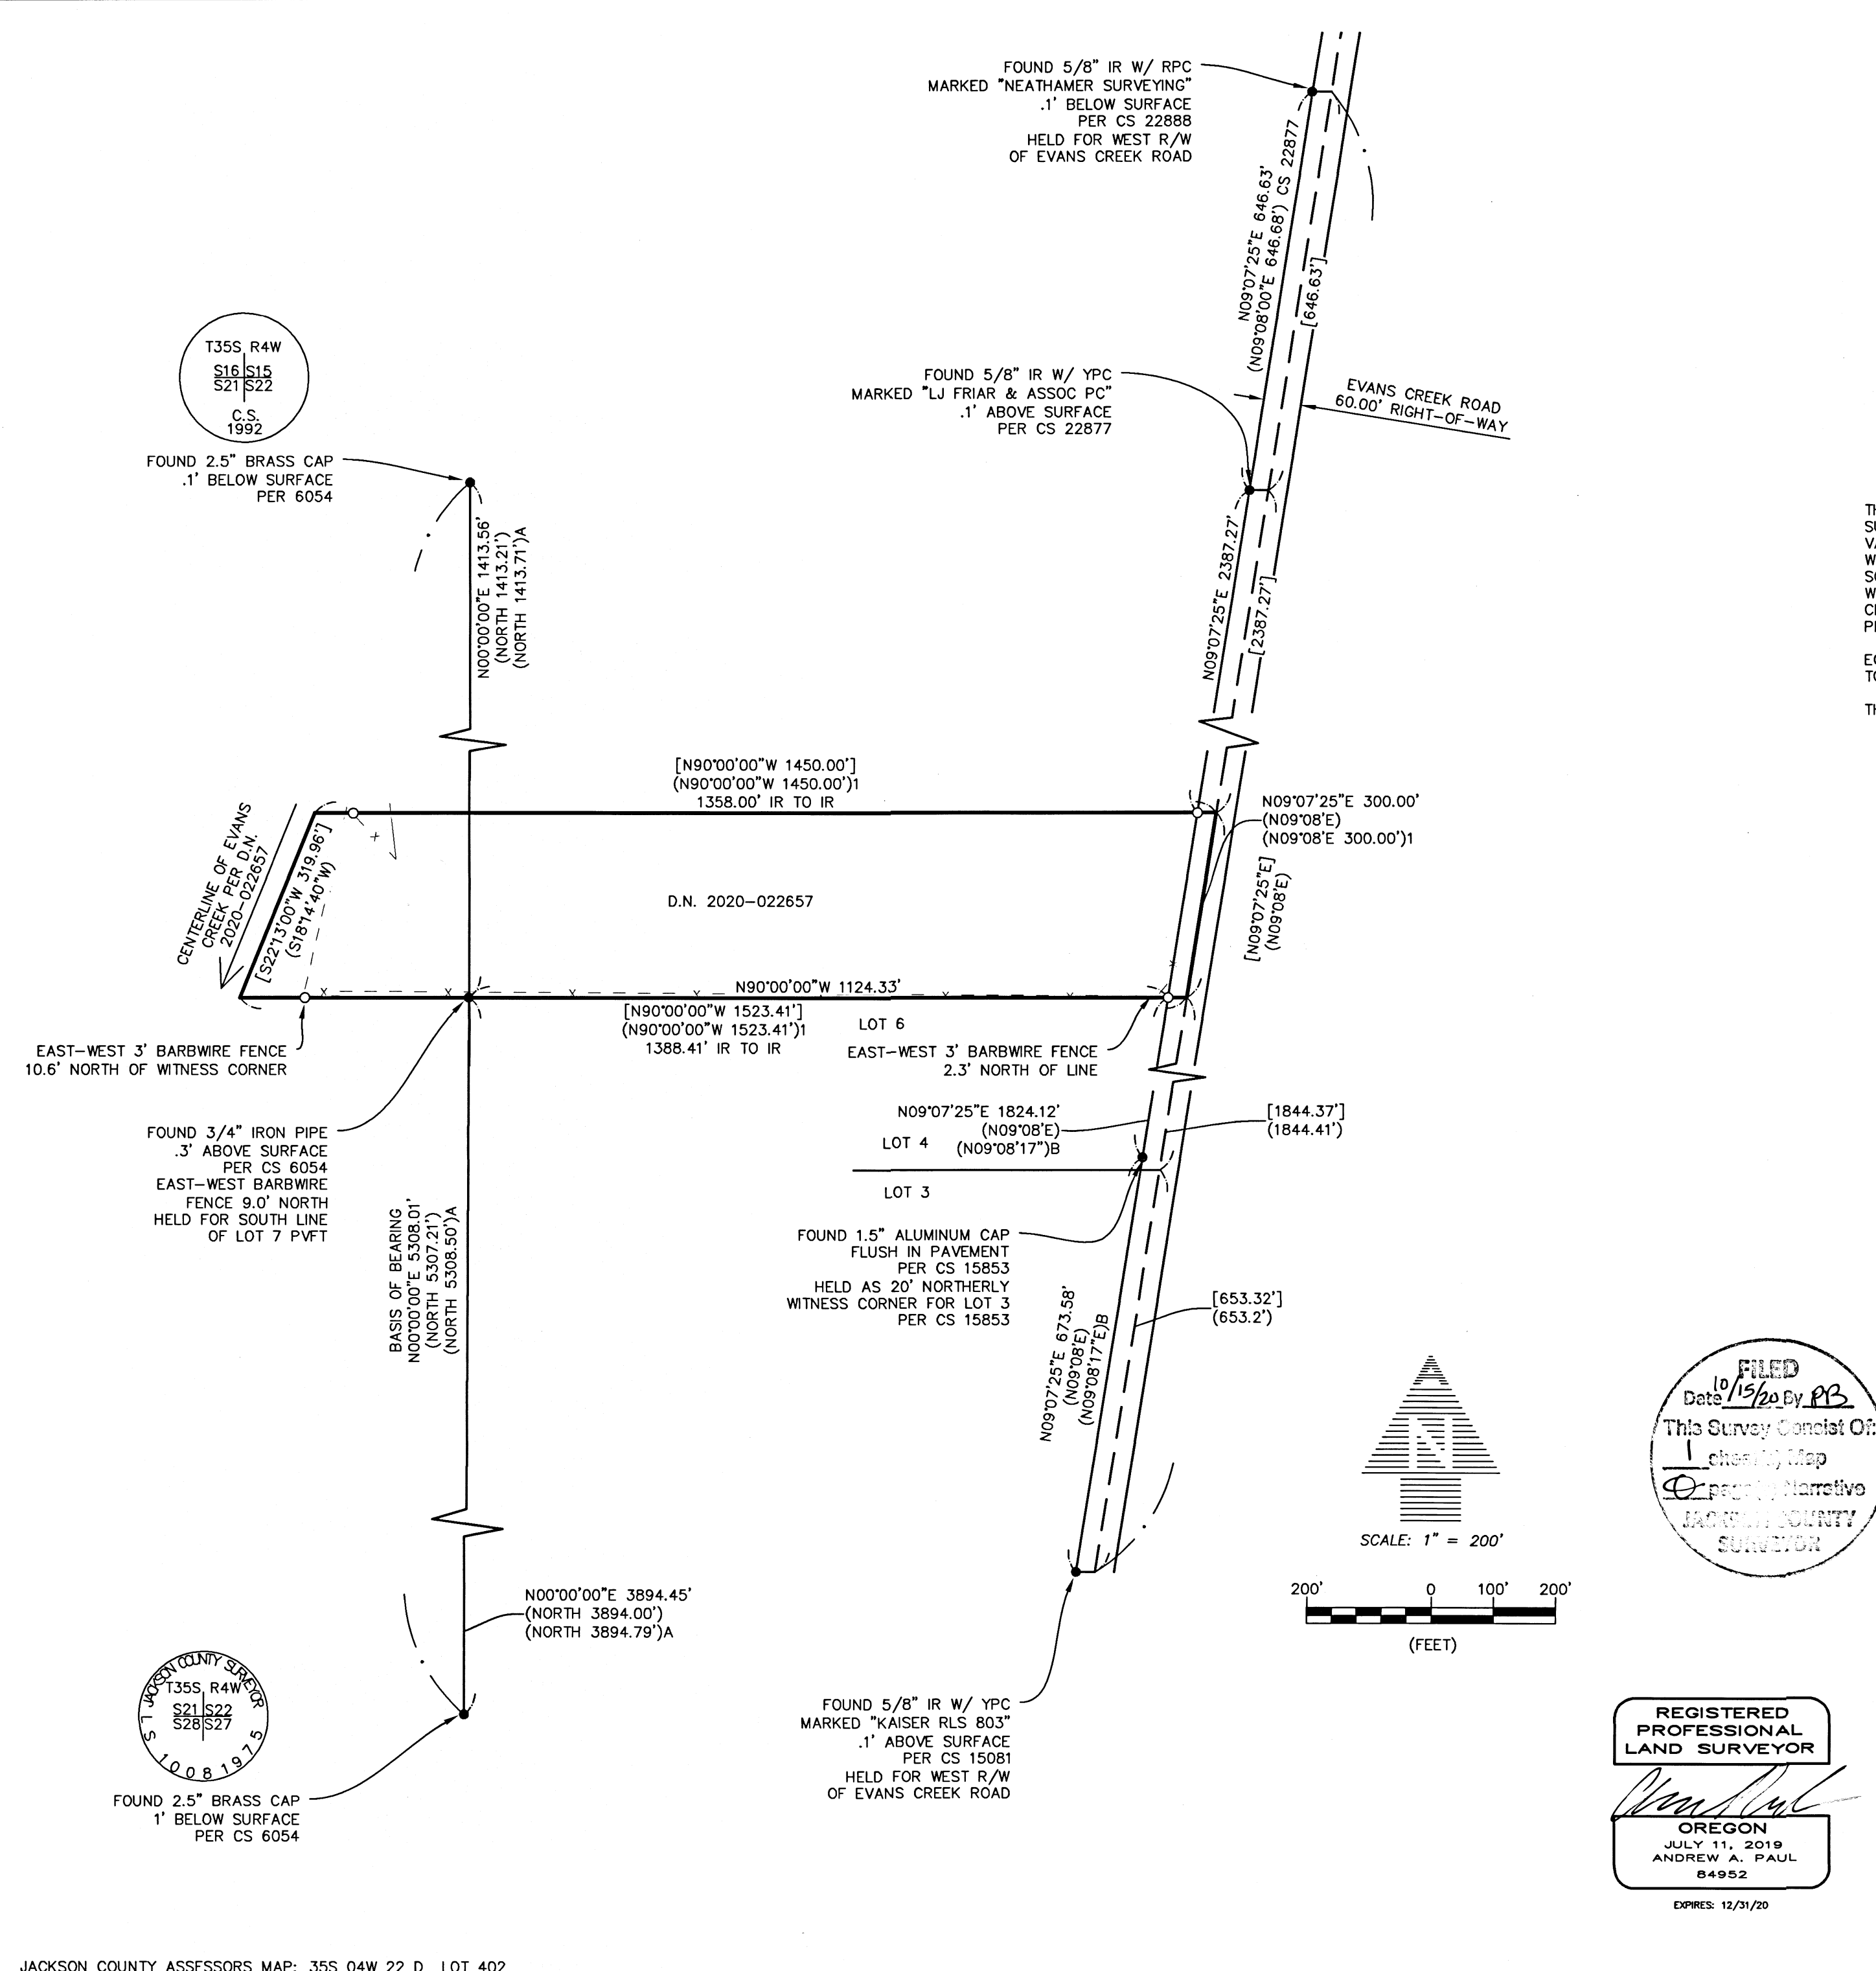 FOUND 5/8" IR W/ RPC
MARKED "NEATHAMER SURVEYING"
.1' BELOW SURFACE
PER CS 22888
HELD FOR WEST R/W
OF EVANS CREEK ROAD
N09°07'25"E 646.63'
(N09°08'00"E 646.68') CS 22877
[646.63']
T35S R4W
S16 S15
S21 S22
C.S.
1992
FOUND 2.5" BRASS CAP
.1' BELOW SURFACE
PER 6054
FOUND 5/8" IR W/ YPC
MARKED "LJ FRIAR & ASSOC PC"
.1' ABOVE SURFACE
PER CS 22877
EVANS CREEK ROAD
60.00' RIGHT-OF-WAY
N00°00'00"E 1413.56'
(NORTH 1413.21')
(NORTH 1413.71')A
N09°07'25"E 2387.27'
[2387.27']
[N90°00'00"W 1450.00']
(N90°00'00"W 1450.00')1
1358.00' IR TO IR
N09°07'25"E 300.00'
(N09°08'E)
(N09°08'E 300.00')1
CENTERLINE OF EVANS
CREEK PER D.N.
2020-022657
[S22°13'00"W 319.96']
(S18°14'40"W)
D.N. 2020-022657
[N09°07'25"E]
(N09°08'E)
N90°00'00"W 1124.33'
[N90°00'00"W 1523.41']
(N90°00'00"W 1523.41')1
1388.41' IR TO IR
LOT 6
EAST-WEST 3' BARBWIRE FENCE
10.6' NORTH OF WITNESS CORNER
EAST-WEST 3' BARBWIRE FENCE
2.3' NORTH OF LINE
FOUND 3/4" IRON PIPE
.3' ABOVE SURFACE
PER CS 6054
EAST-WEST BARBWIRE
FENCE 9.0' NORTH
HELD FOR SOUTH LINE
OF LOT 7 PVFT
N09°07'25"E 1824.12'
(N09°08'E)
(N09°08'17")B
[1844.37']
(1844.41')
LOT 4
LOT 3
FOUND 1.5" ALUMINUM CAP
FLUSH IN PAVEMENT
PER CS 15853
HELD AS 20' NORTHERLY
WITNESS CORNER FOR LOT 3
PER CS 15853
BASIS OF BEARING
N00°00'00"E 5308.01'
(NORTH 5307.21')
(NORTH 5308.50')A
N09°07'25"E 673.58'
(N09°08'E)
(N09°08'17"E)B
[653.32']
(653.2')
N
SCALE: 1" = 200'
200' 0 100' 200'
(FEET)
FILED
Date 10/15/20 By PB
This Survey Consist Of:
1 sheet(s) Map
0 page(s) Narrative
JACKSON COUNTY
SURVEYOR
N00°00'00"E 3894.45'
(NORTH 3894.00')
(NORTH 3894.79')A
JACKSON COUNTY SURVEYOR
T35S R4W
S21 S22
S28 S27
L S 1008 1975
FOUND 2.5" BRASS CAP
1' BELOW SURFACE
PER CS 6054
FOUND 5/8" IR W/ YPC
MARKED "KAISER RLS 803"
.1' ABOVE SURFACE
PER CS 15081
HELD FOR WEST R/W
OF EVANS CREEK ROAD
REGISTERED
PROFESSIONAL
LAND SURVEYOR
OREGON
JULY 11, 2019
ANDREW A. PAUL
84952
EXPIRES: 12/31/20
JACKSON COUNTY ASSESSORS MAP: 35S 04W 22 D LOT 402